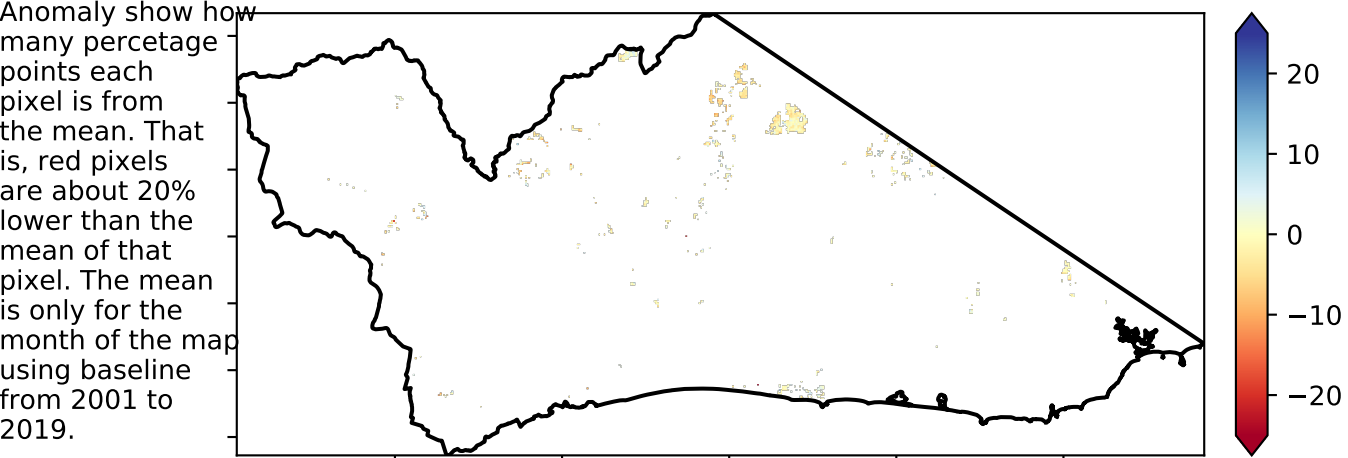 Anomaly show how
many percetage
points each
pixel is from
the mean. That
is, red pixels
are about 20%
lower than the
mean of that
pixel. The mean
is only for the
month of the map
using baseline
from 2001 to
2019.
20
10
0
−10
−20